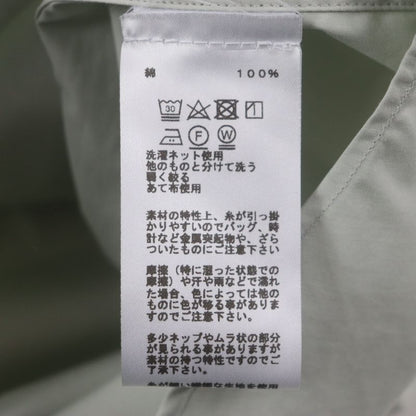 綿 100%
30
F W
洗濯ネット使用
他のものと分けて洗う
弱く絞る
あて布使用
素材の特性上、糸が引っ掛
かりやすいのでバッグ、時
計など金属突起物や、ざら
ついたものにご注意下さい
摩擦（特に湿った状態での
摩擦）や汗や雨などで濡れ
た場合、色によっては他の
ものに色が移る事がありま
すのでご注意下さい。
多少ネップやムラ状の部分
が見られる事がありますが
素材の持つ特性ですのでご
了承下さい。